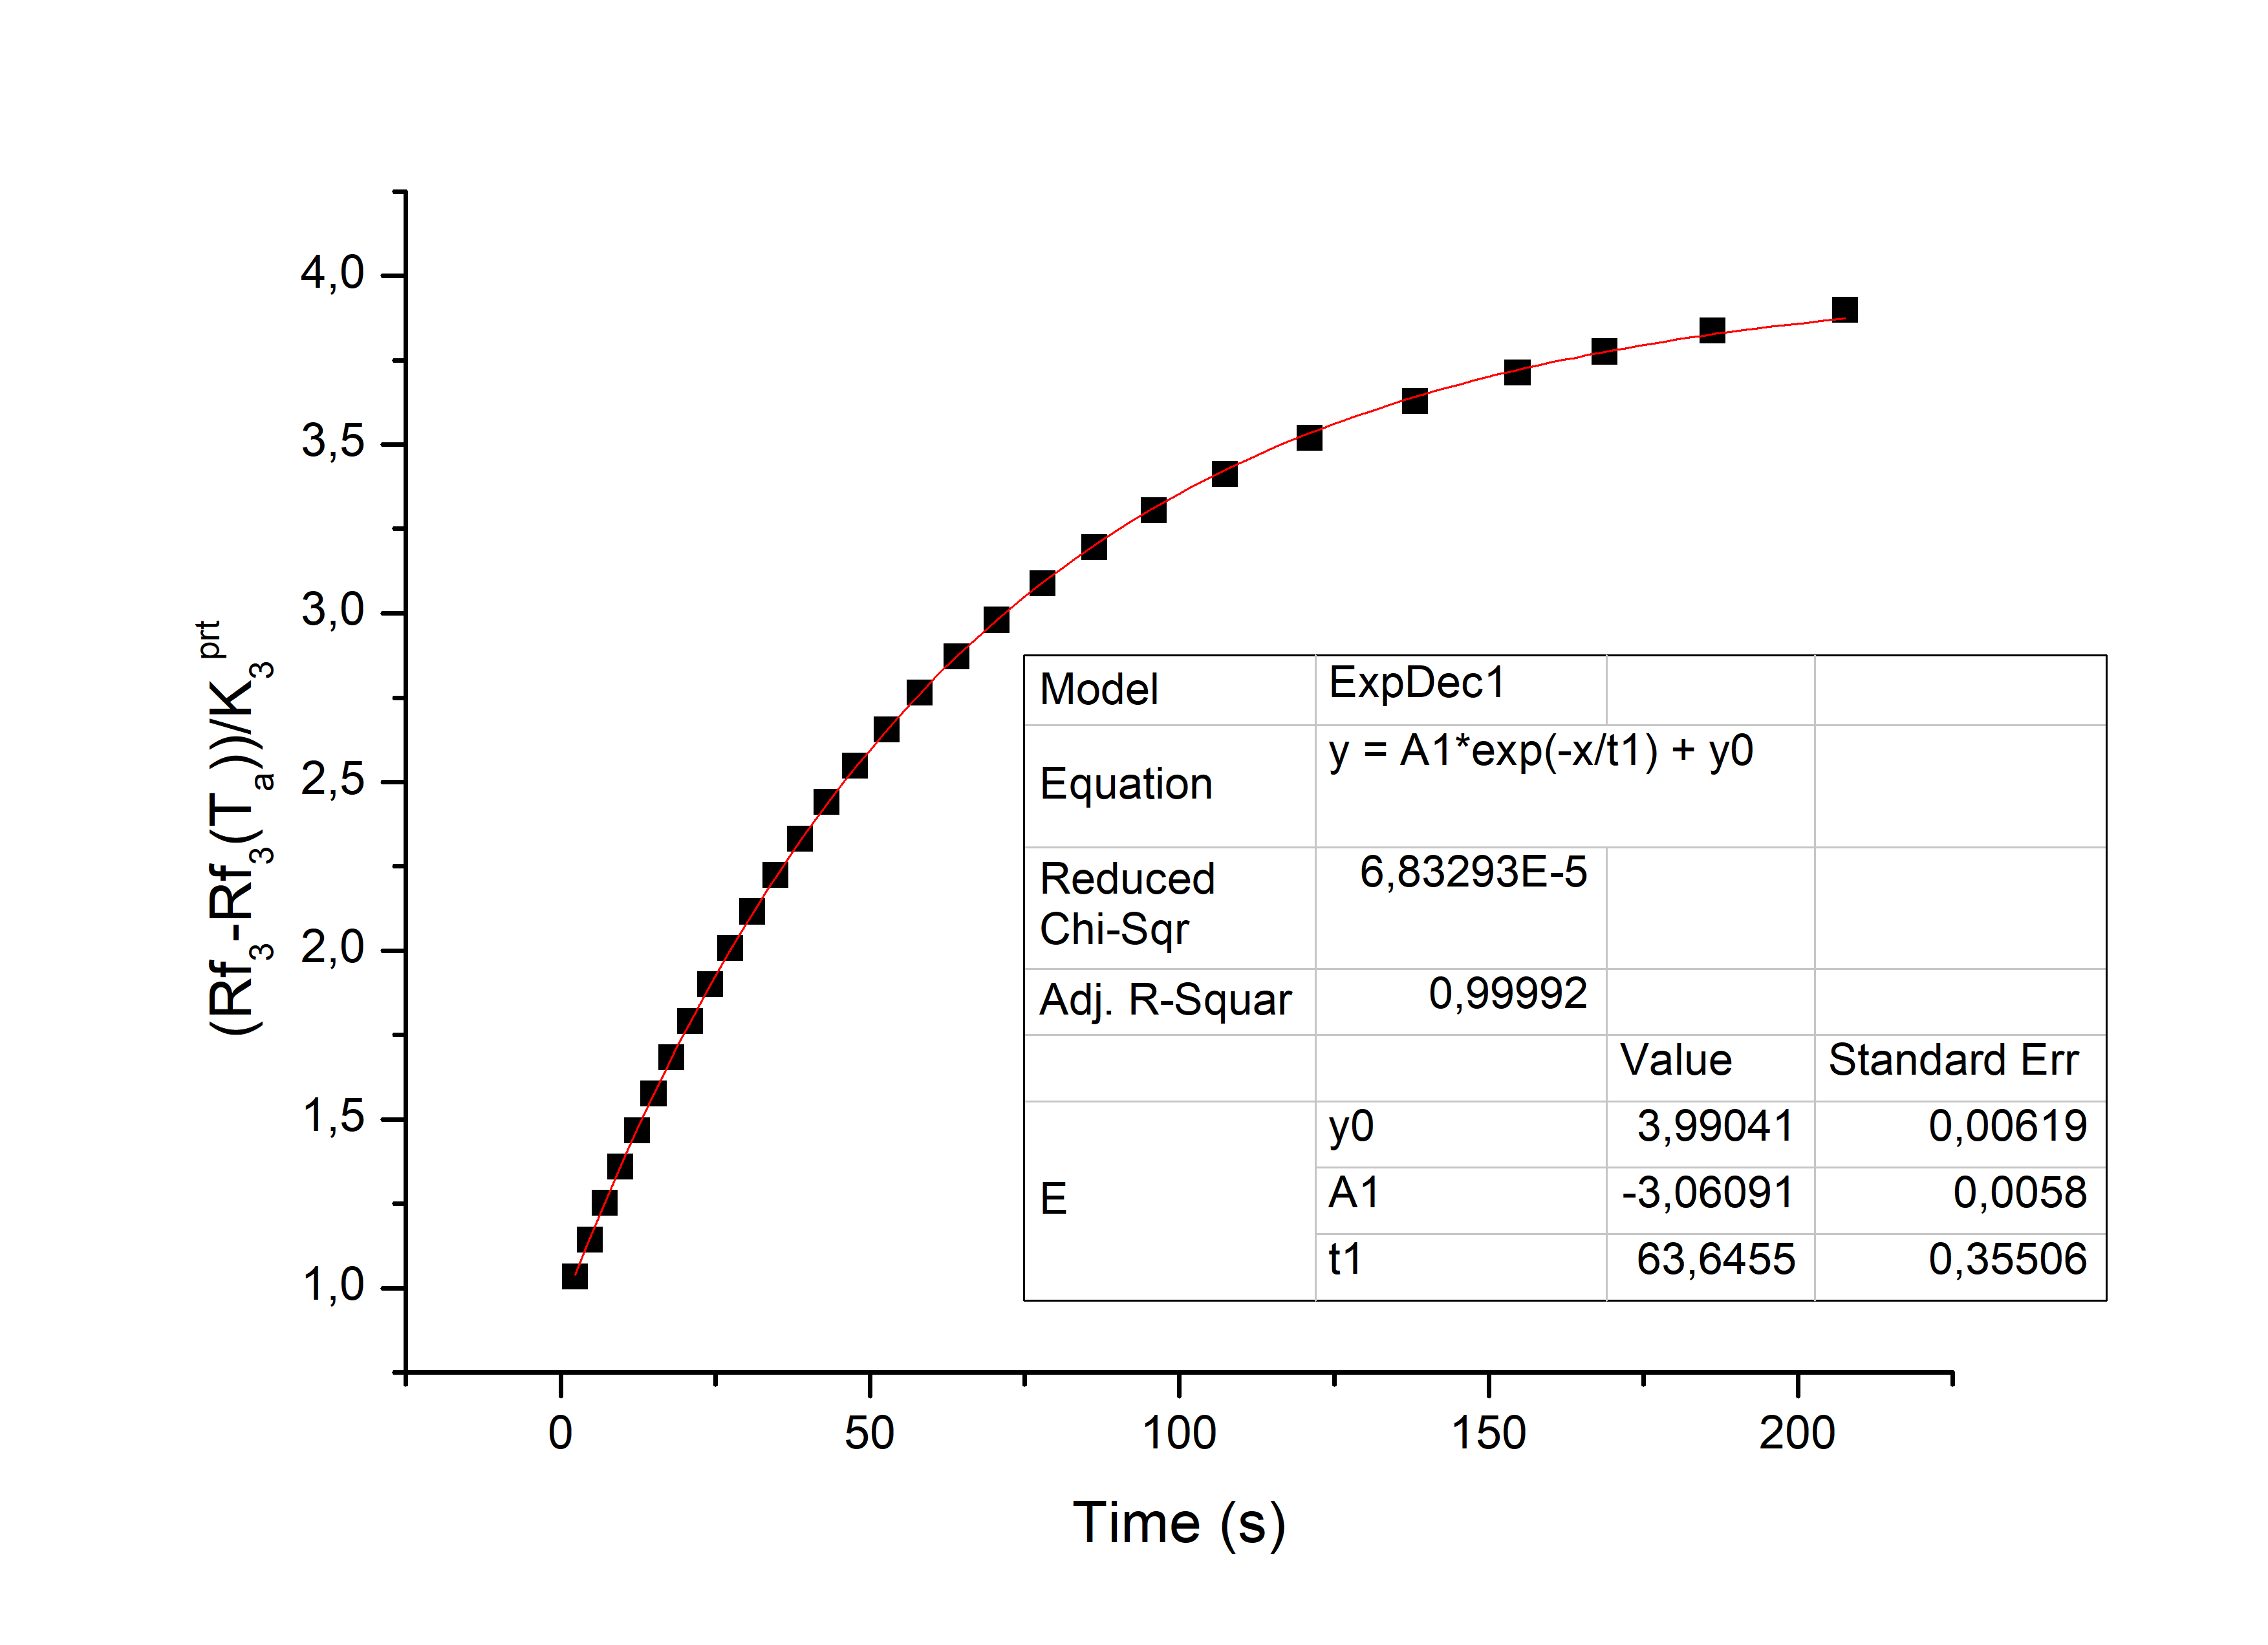 4,0
3,5
3,0
2,5
2,0
1,5
1,0
(Rf3-Rf3(Ta))/K3prt
0
50
100
150
200
Time (s)
Model ExpDec1
Equation y = A1*exp(-x/t1) + y0
Reduced
Chi-Sqr 6,83293E-5
Adj. R-Squar 0,99992
Value Standard Err
E
y0 3,99041 0,00619
A1 -3,06091 0,0058
t1 63,6455 0,35506